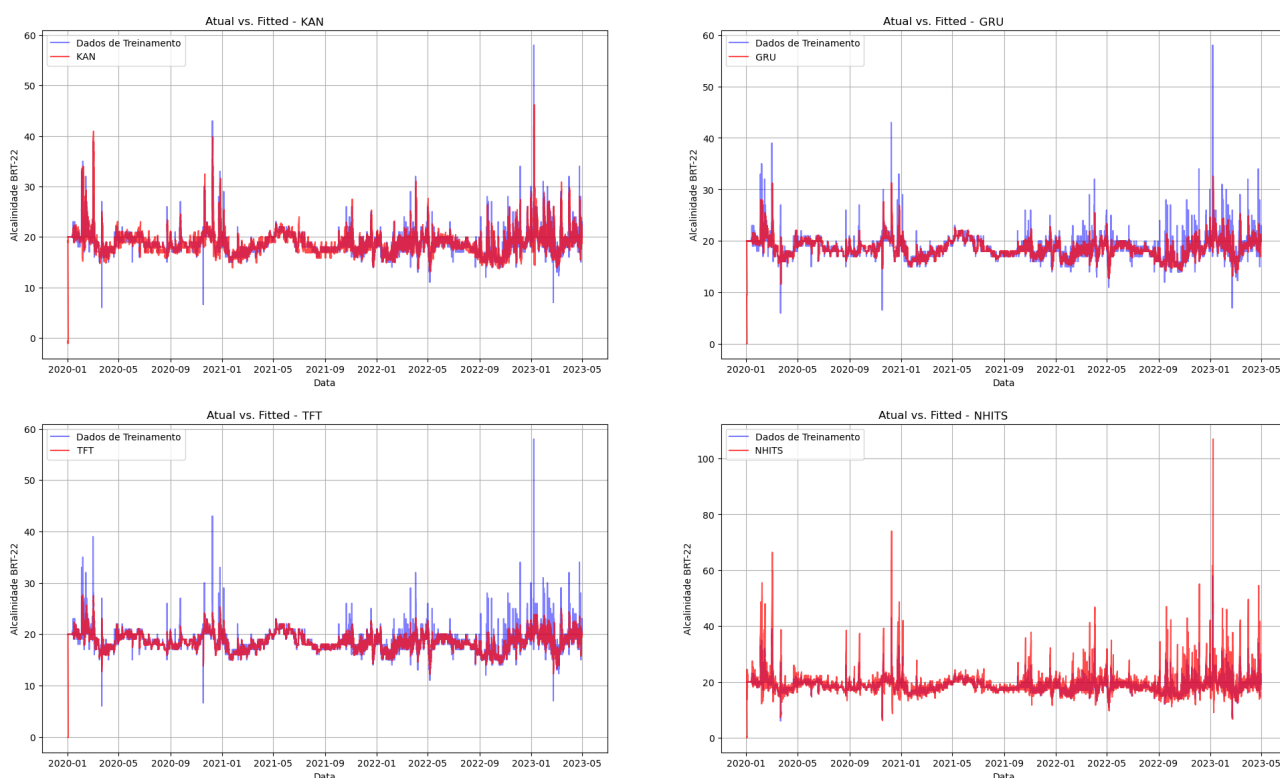 Atual vs. Fitted - KAN
Dados de Treinamento
KAN
Alcalinidade BRT-22
60
50
40
30
20
10
0
2020-01 2020-05 2020-09 2021-01 2021-05 2021-09 2022-01 2022-05 2022-09 2023-01 2023-05
Data
Atual vs. Fitted - GRU
Dados de Treinamento
GRU
Alcalinidade BRT-22
60
50
40
30
20
10
0
2020-01 2020-05 2020-09 2021-01 2021-05 2021-09 2022-01 2022-05 2022-09 2023-01 2023-05
Data
Atual vs. Fitted - TFT
Dados de Treinamento
TFT
Alcalinidade BRT-22
60
50
40
30
20
10
0
2020-01 2020-05 2020-09 2021-01 2021-05 2021-09 2022-01 2022-05 2022-09 2023-01 2023-05
Data
Atual vs. Fitted - NHITS
Dados de Treinamento
NHITS
Alcalinidade BRT-22
100
80
60
40
20
0
2020-01 2020-05 2020-09 2021-01 2021-05 2021-09 2022-01 2022-05 2022-09 2023-01 2023-05
Data